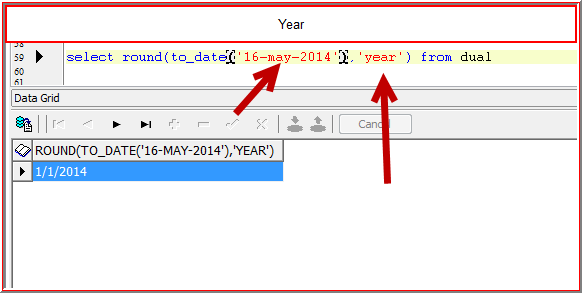 Year
58
59 select round(to_date('16-may-2014'),'year') from dual
60
61
Data Grid
Cancel
ROUND(TO_DATE('16-MAY-2014'),'YEAR')
1/1/2014